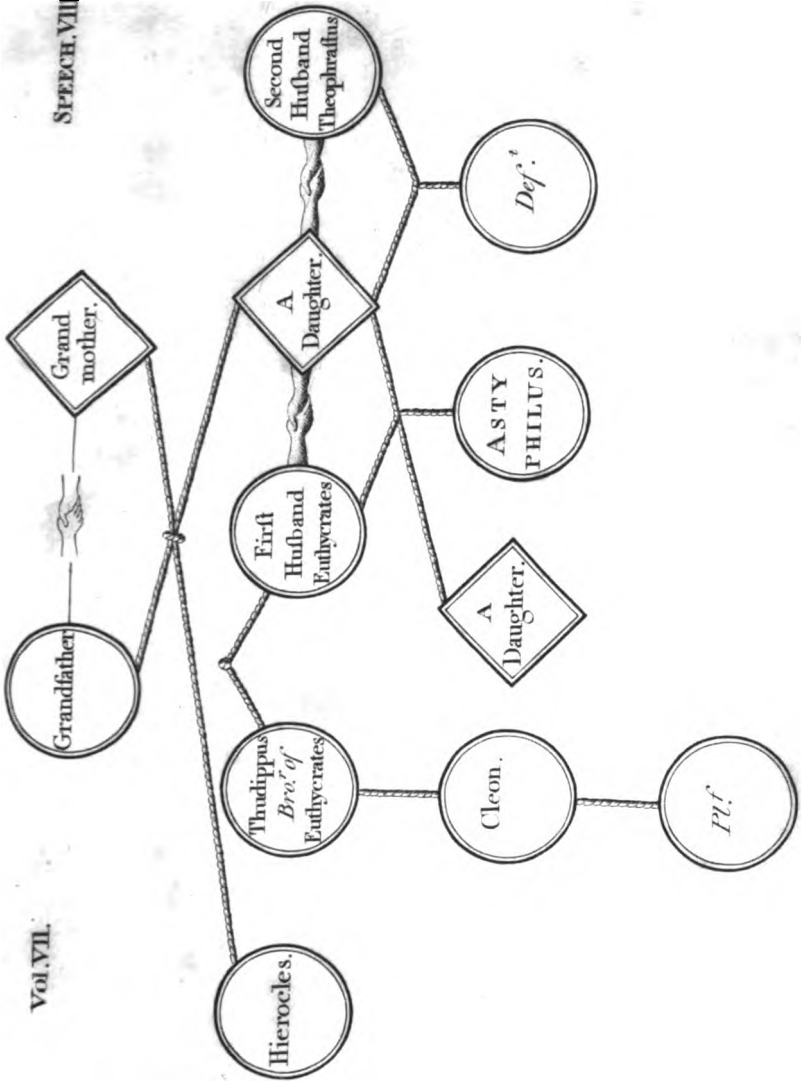 Vol.VII.
SPEECH.VIII
Grandfather
Grand
mother.
Hierocles.
Thudippus
Bro.r of
Euthycrates
Firſt
Huſband
Euthycrates
A
Daughter.
Second
Huſband
Theophraſtus
Cleon.
A
Daughter.
ASTY
PHILUS.
Def.t
Pl.f